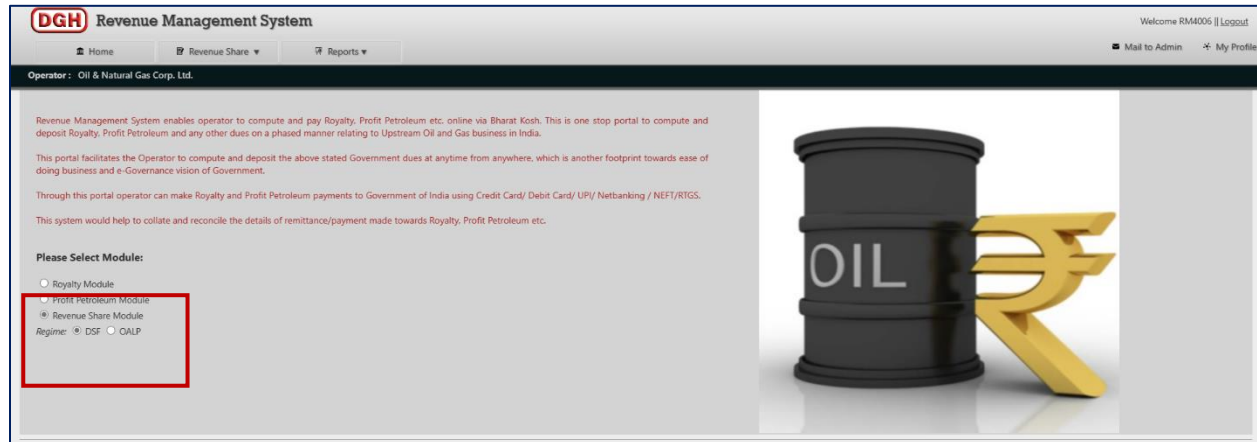 DGH Revenue Management System
Welcome RM4006 || Logout
Home Revenue Share ▼ Reports ▼
Mail to Admin My Profile
Operator : Oil & Natural Gas Corp. Ltd.
Revenue Management System enables operator to compute and pay Royalty, Profit Petroleum etc. online via Bharat Kosh. This is one stop portal to compute and
deposit Royalty, Profit Petroleum and any other dues on a phased manner relating to Upstream Oil and Gas business in India.
This portal facilitates the Operator to compute and deposit the above stated Government dues at anytime from anywhere, which is another footprint towards ease of
doing business and e-Governance vision of Government.
Through this portal operator can make Royalty and Profit Petroleum payments to Government of India using Credit Card/ Debit Card/ UPI/ Netbanking / NEFT/RTGS.
This system would help to collate and reconcile the details of remittance/payment made towards Royalty, Profit Petroleum etc.
Please Select Module:
Royalty Module
Profit Petroleum Module
Revenue Share Module
Regime: DSF OALP
OIL